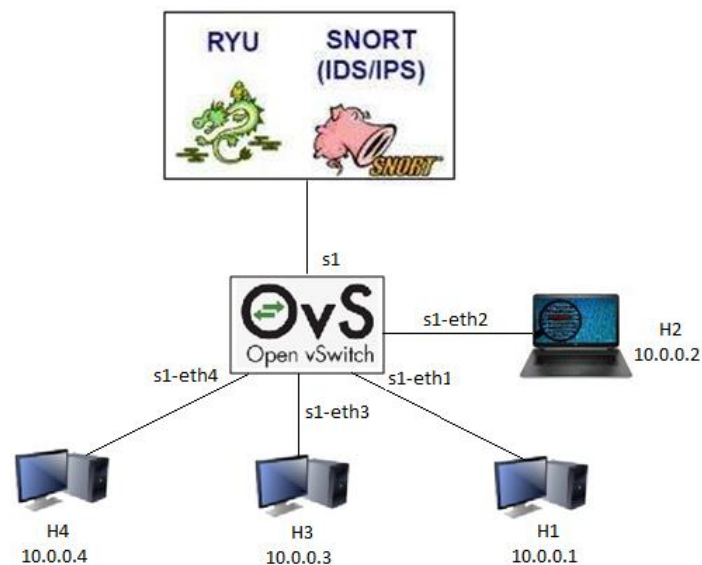 RYU
SNORT
(IDS/IPS)
SNORT
s1
OvS
Open vSwitch
s1-eth2
H2
10.0.0.2
s1-eth4
s1-eth1
s1-eth3
H4
10.0.0.4
H3
10.0.0.3
H1
10.0.0.1